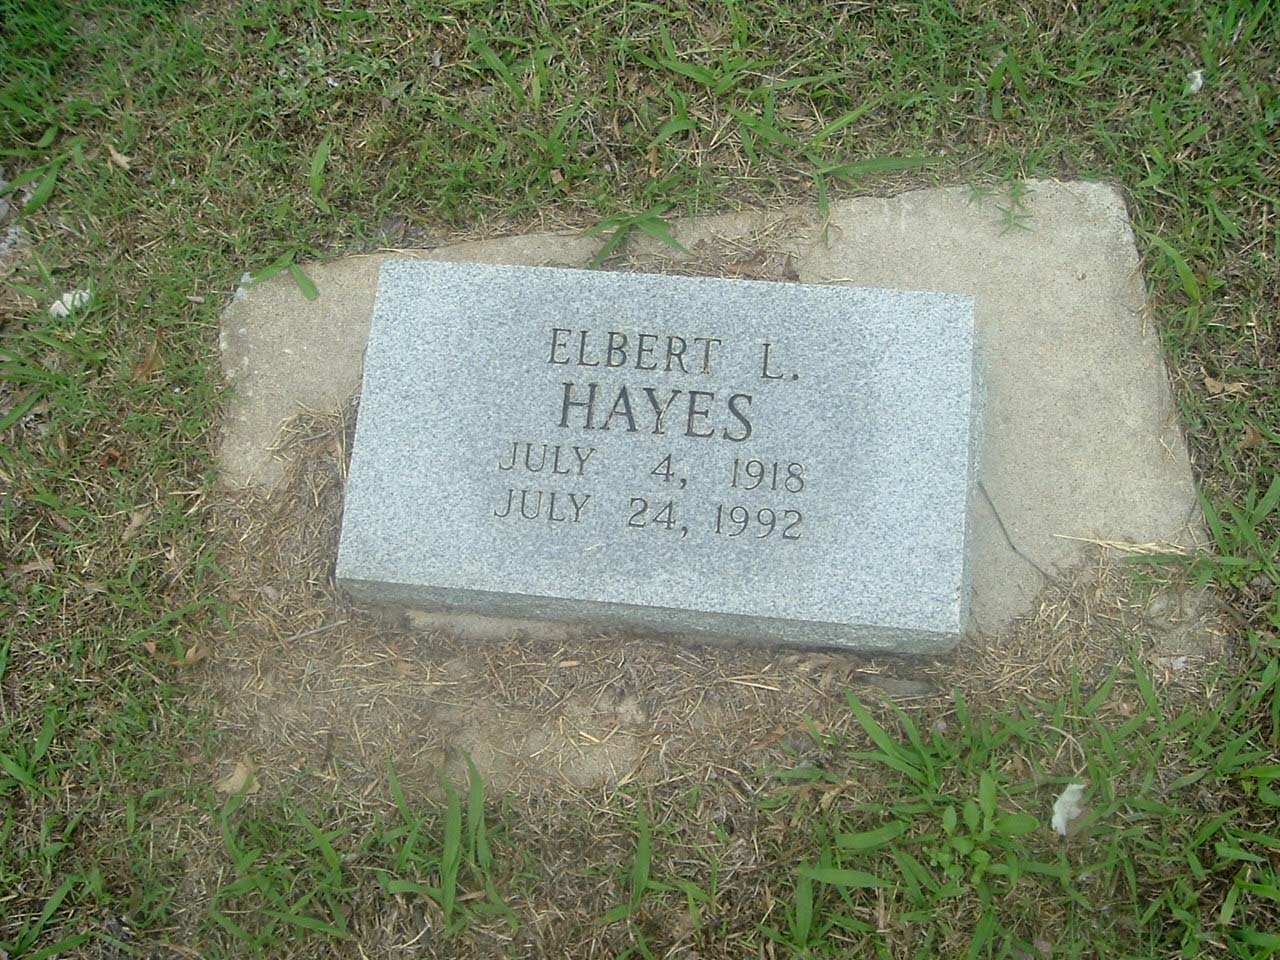 ELBERT L.
HAYES
JULY 4, 1918
JULY 24, 1992